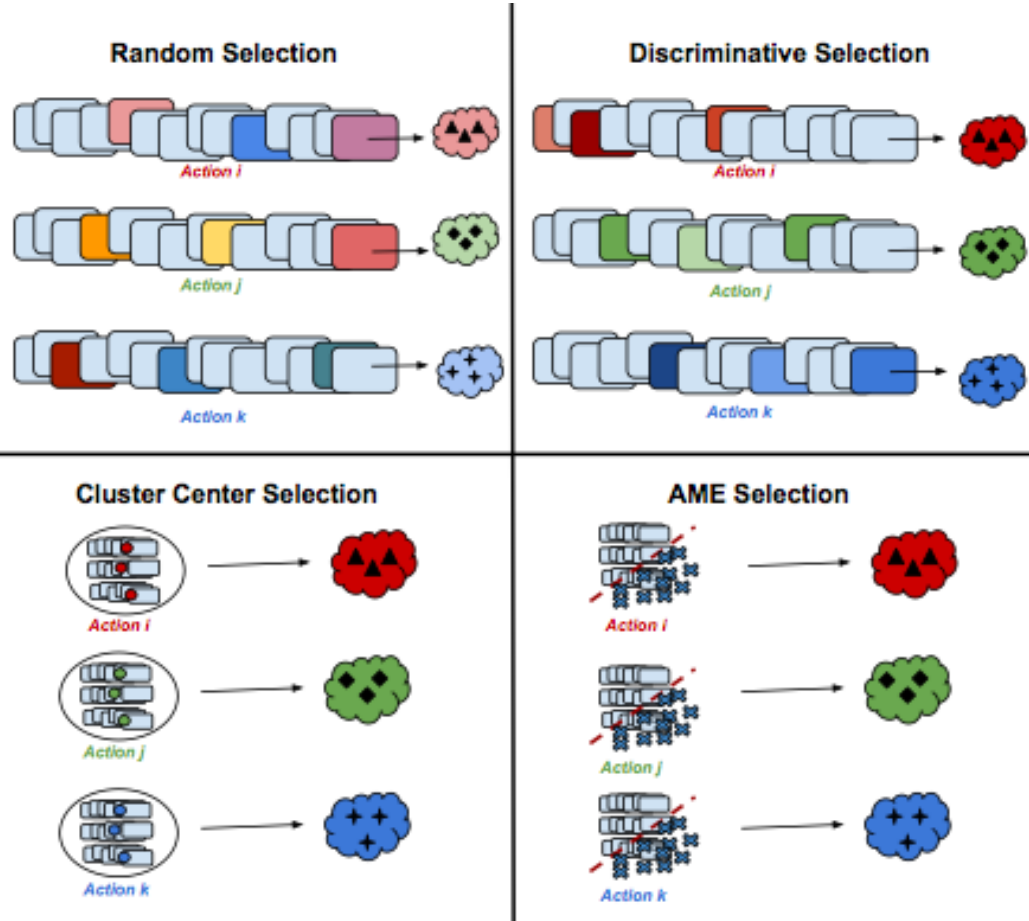 Random Selection
Action i
Action j
Action k
Discriminative Selection
Action i
Action j
Action k
Cluster Center Selection
Action i
Action j
Action k
AME Selection
Action i
Action j
Action k